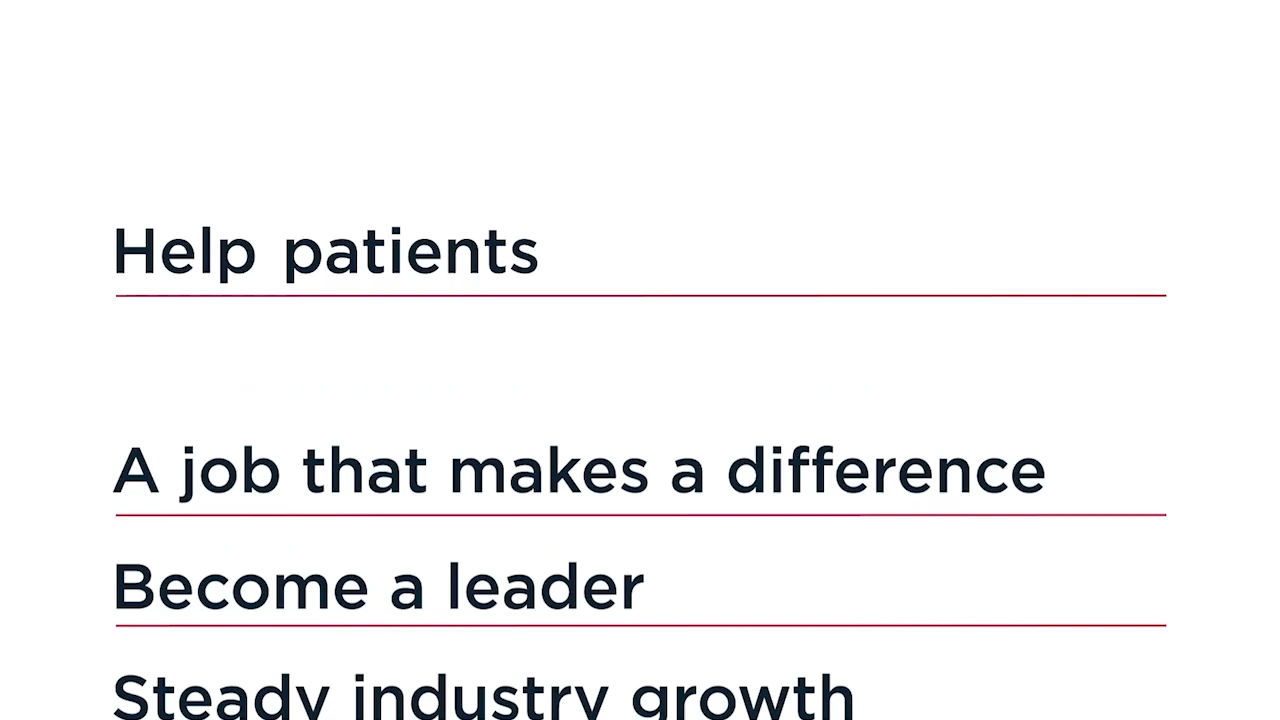 Help patients
A job that makes a difference
Become a leader
Steady industry growth